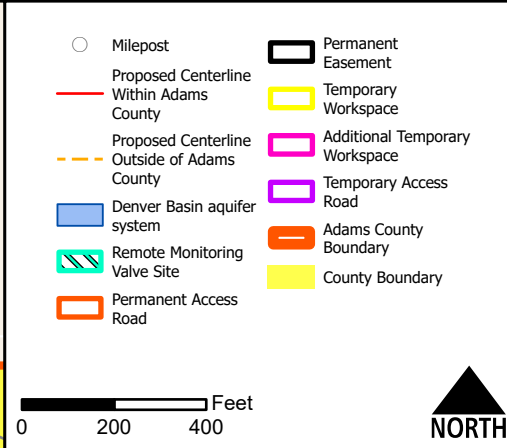 Milepost
Proposed Centerline
Within Adams
County
Proposed Centerline
Outside of Adams
County
Denver Basin aquifer
system
Remote Monitoring
Valve Site
Permanent Access
Road
Permanent
Easement
Temporary
Workspace
Additional Temporary
Workspace
Temporary Access
Road
Adams County
Boundary
County Boundary
Feet
0 200 400
NORTH